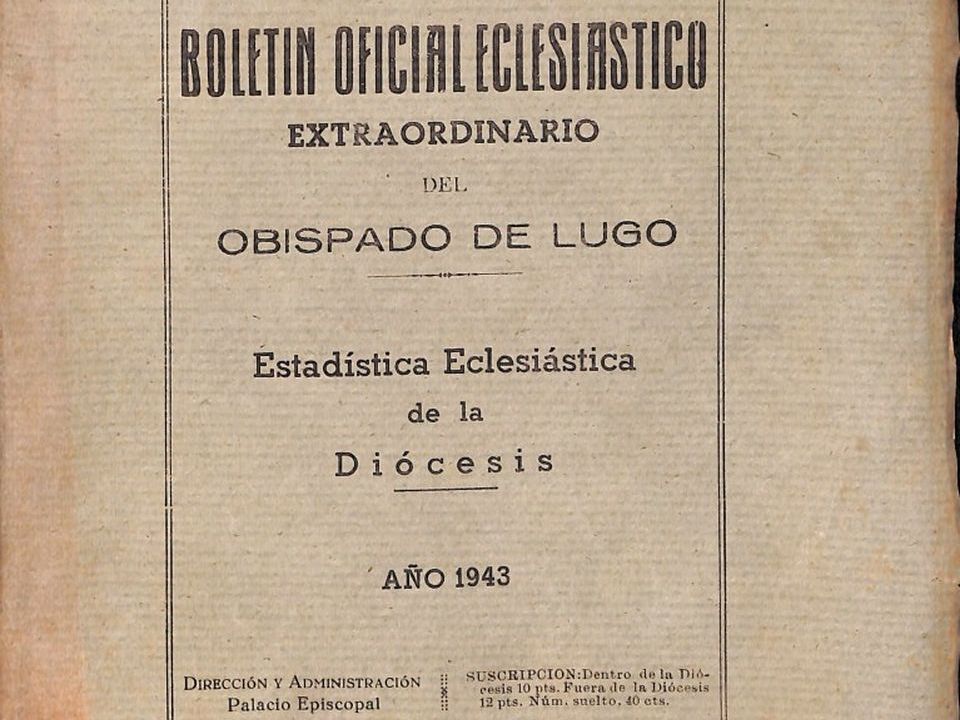 BOLETIN OFICIAL ECLESIASTICO
EXTRAORDINARIO
DEL
OBISPADO DE LUGO
Estadística Eclesiástica
de la
Diócesis
AÑO 1943
DIRECCIÓN Y ADMINISTRACIÓN
Palacio Episcopal
SUSCRIPCION:Dentro de la Dió-
cesis 10 pts. Fuera de la Diócesis
12 pts. Núm. suelto, 40 cts.